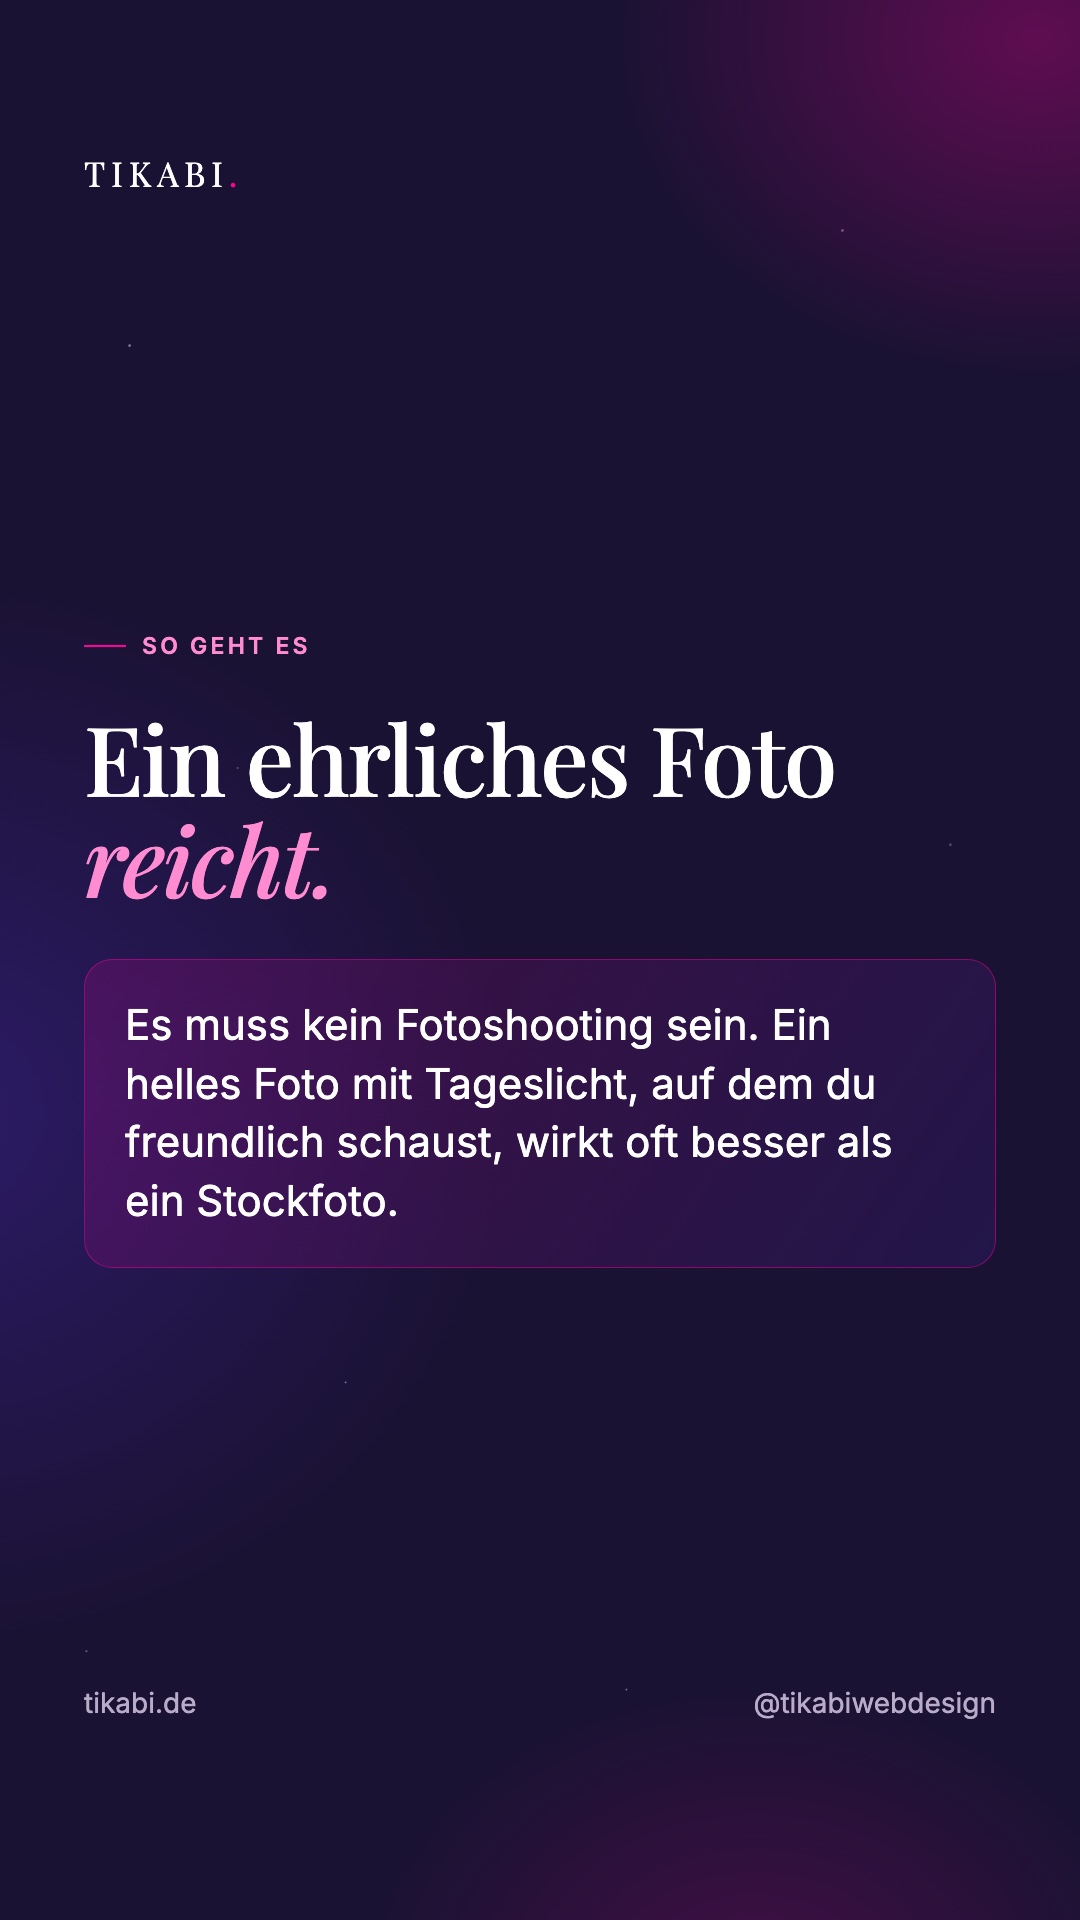 TIKABI.
SO GEHT ES
Ein ehrliches Foto
reicht.
Es muss kein Fotoshooting sein. Ein
helles Foto mit Tageslicht, auf dem du
freundlich schaust, wirkt oft besser als
ein Stockfoto.
tikabi.de
@tikabiwebdesign